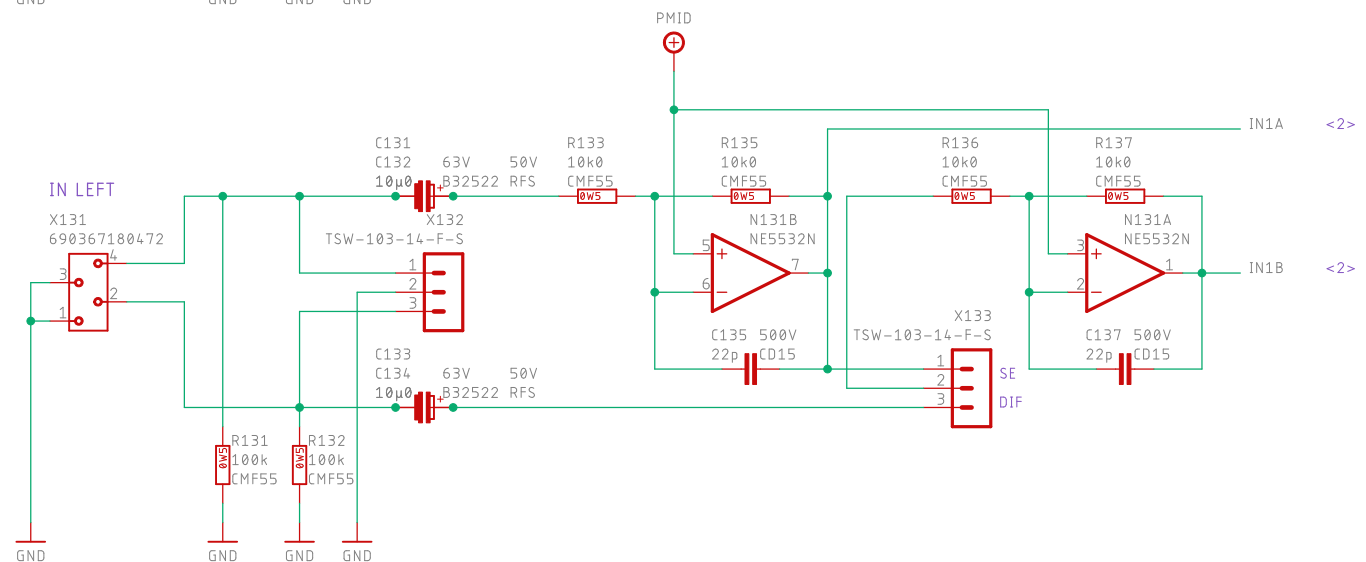 GND GND GND GND
PMID
IN1A <2>
C131
C132 63V 50V
10µ0 B32522 RFS
+
R133
10k0
CMF55
0W5
R135
10k0
CMF55
0W5
R136
10k0
CMF55
0W5
R137
10k0
CMF55
0W5
IN LEFT
X131
690367180472
4
3
2
1
X132
TSW-103-14-F-S
1
2
3
N131B
NE5532N
5 +
7
6 −
N131A
NE5532N
3 +
1
2 −
IN1B <2>
C135 500V
22p CD15
X133
TSW-103-14-F-S
1 SE
2
3 DIF
C137 500V
22p CD15
C133
C134 63V 50V
10µ0 B32522 RFS
+
R131
100k
CMF55
0W5
R132
100k
CMF55
0W5
GND GND GND GND